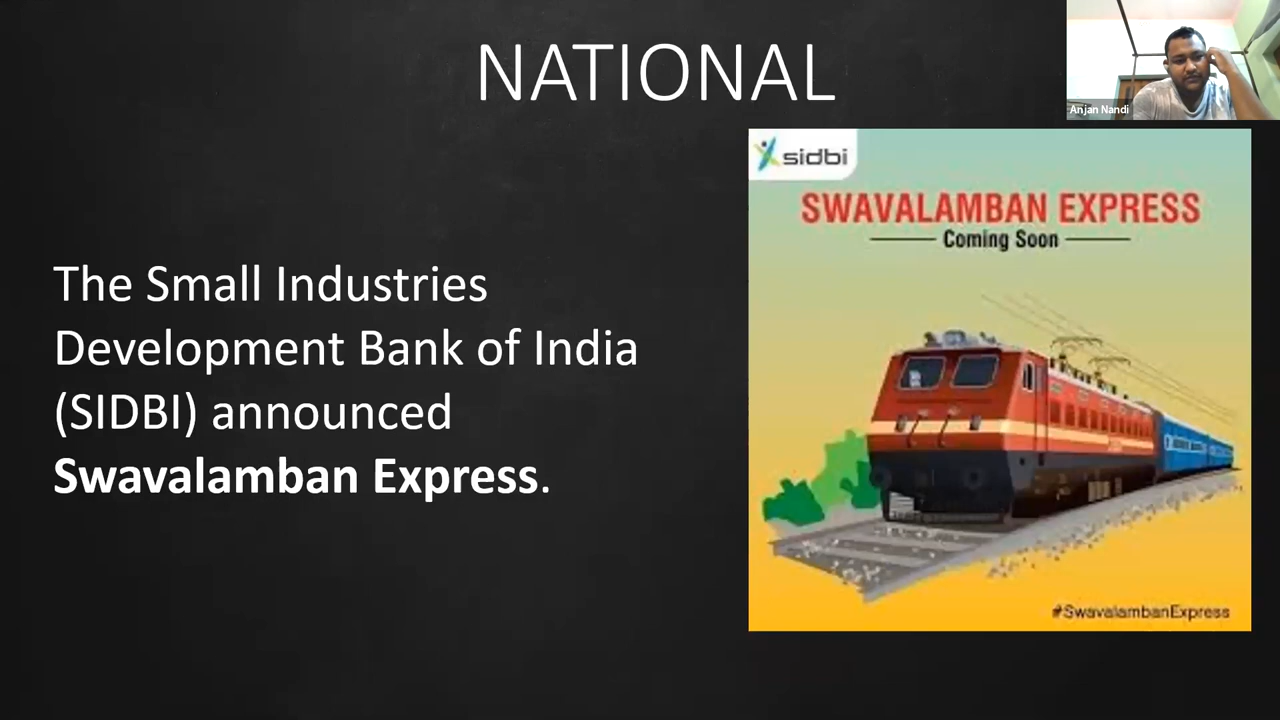 NATIONAL
Anjan Nandi
sidbi
SWAVALAMBAN EXPRESS
Coming Soon
The Small Industries
Development Bank of India
(SIDBI) announced
Swavalamban Express.
#SwavalambanExpress